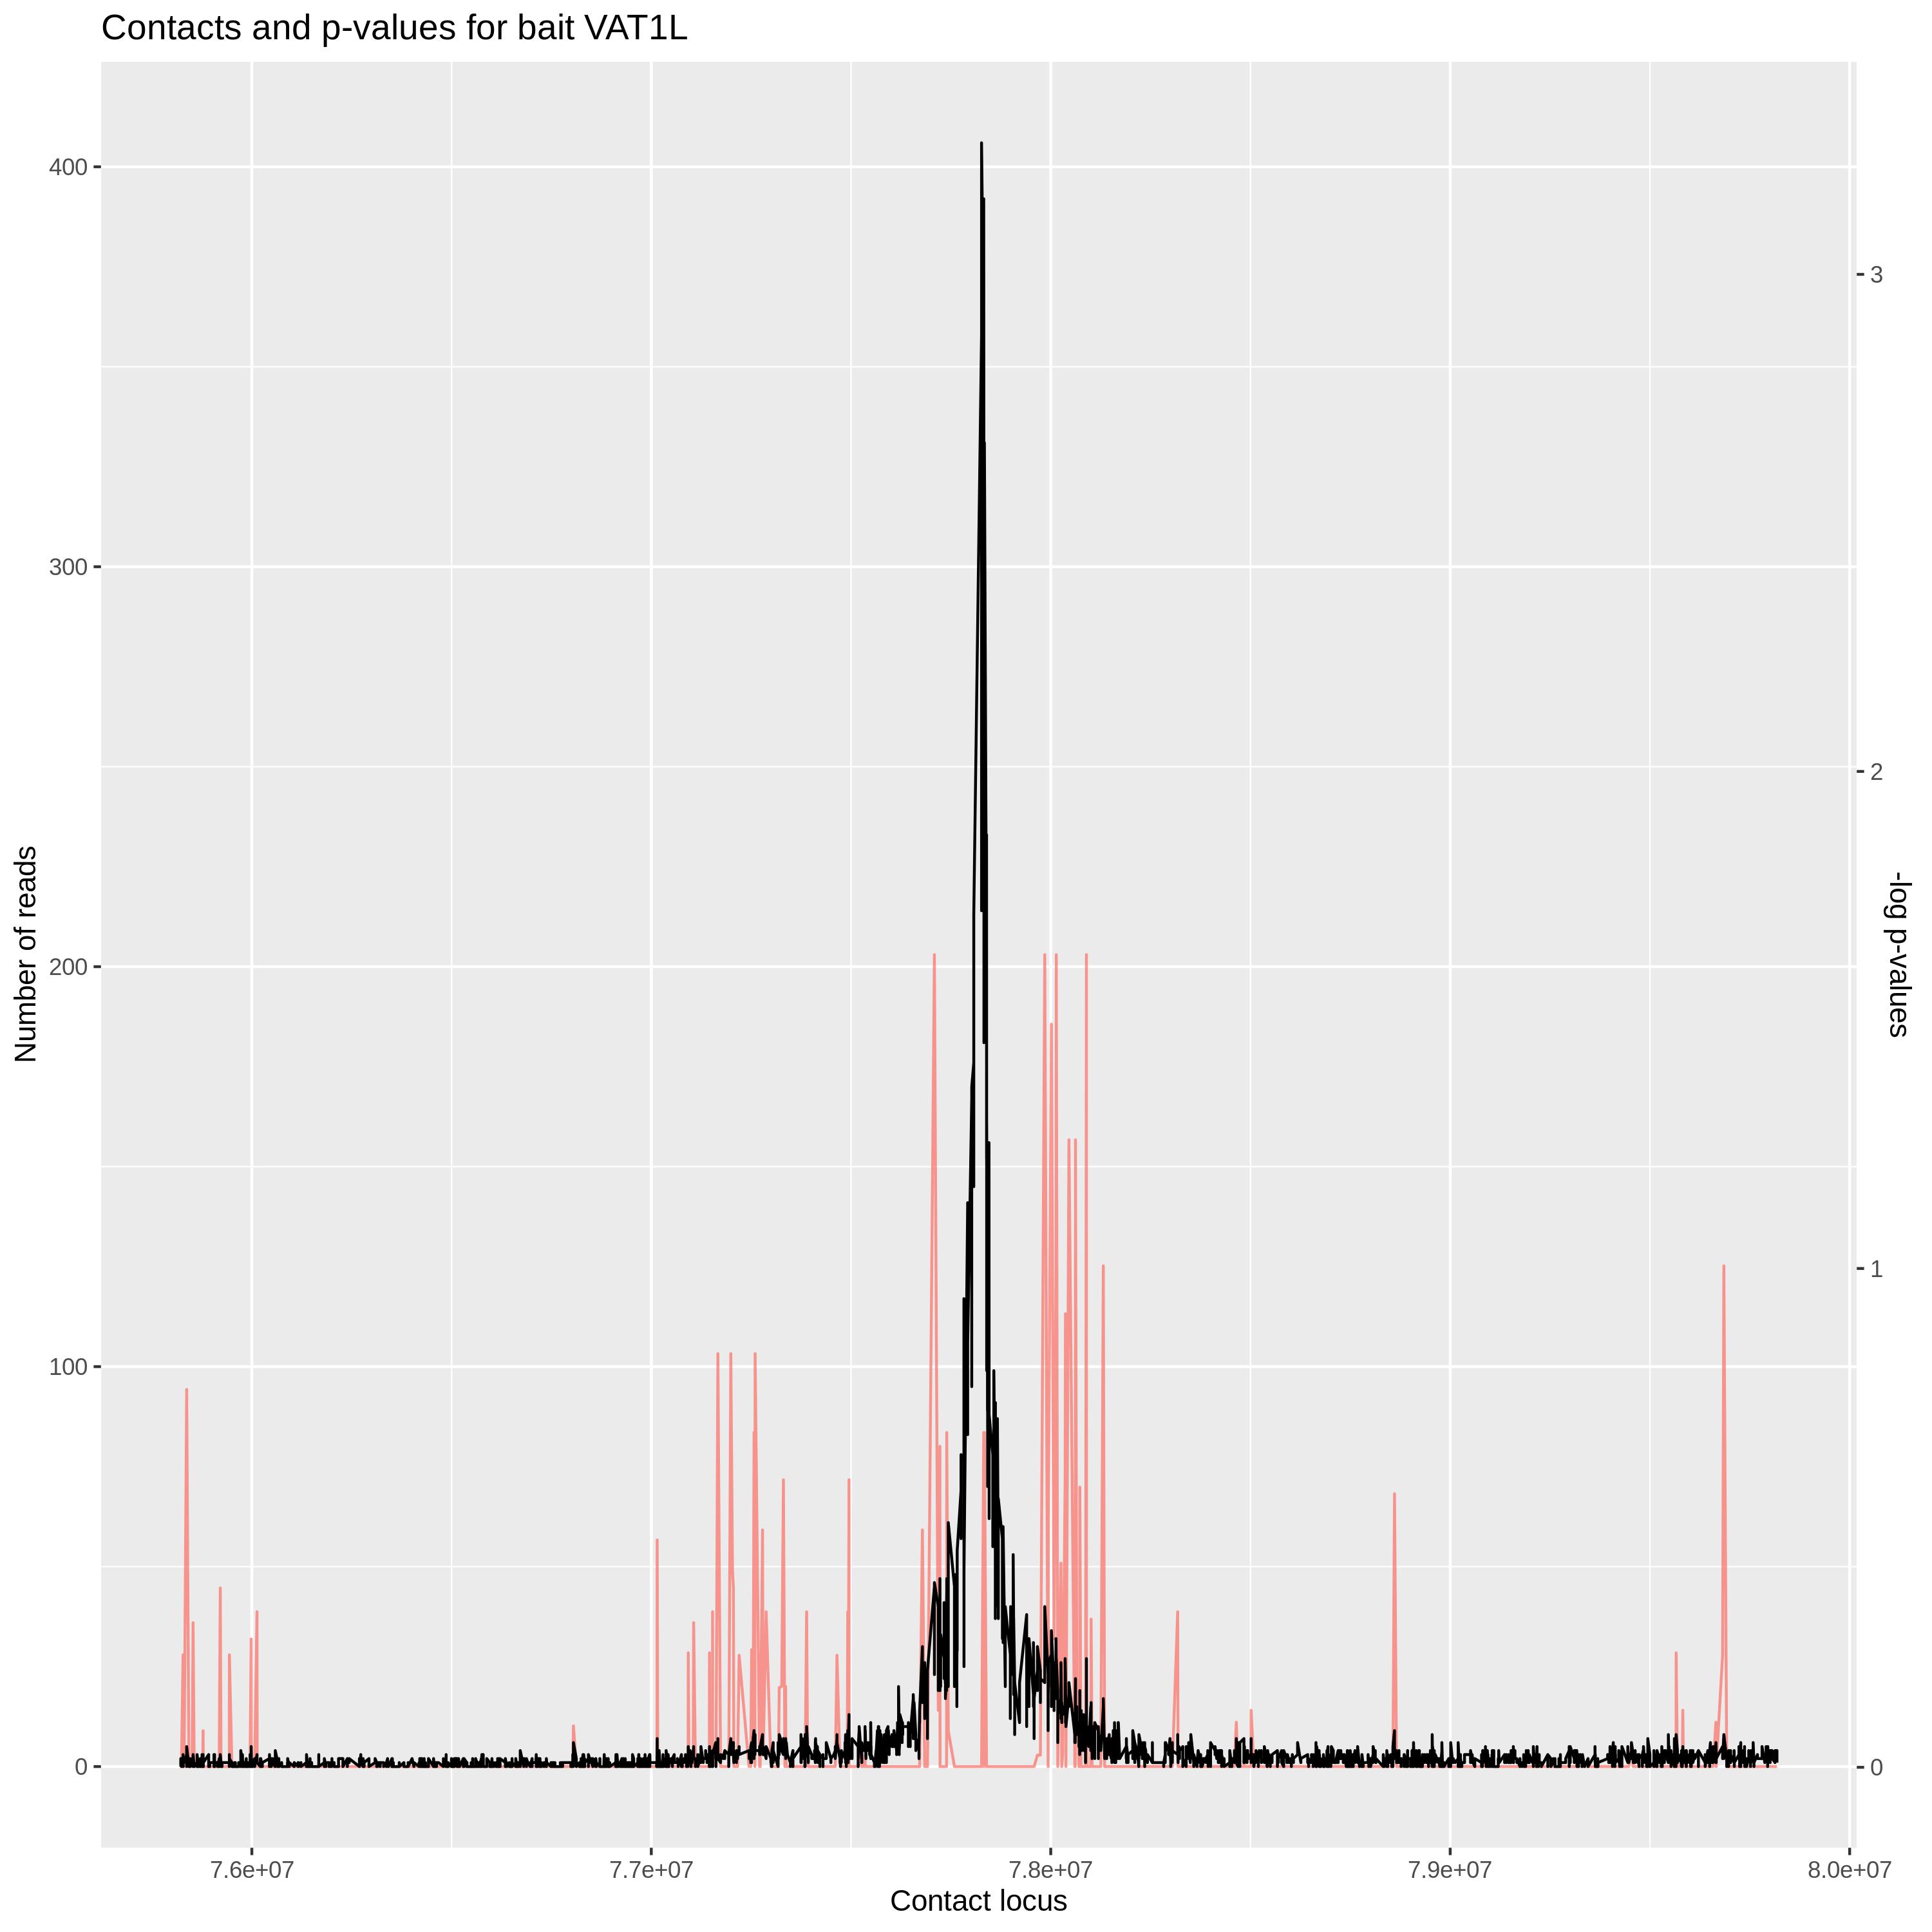 Contacts and p-values for bait VAT1L
400
300
200
100
0
Number of reads
3
2
1
0
-log p-values
7.6e+07 7.7e+07 7.8e+07 7.9e+07 8.0e+07
Contact locus